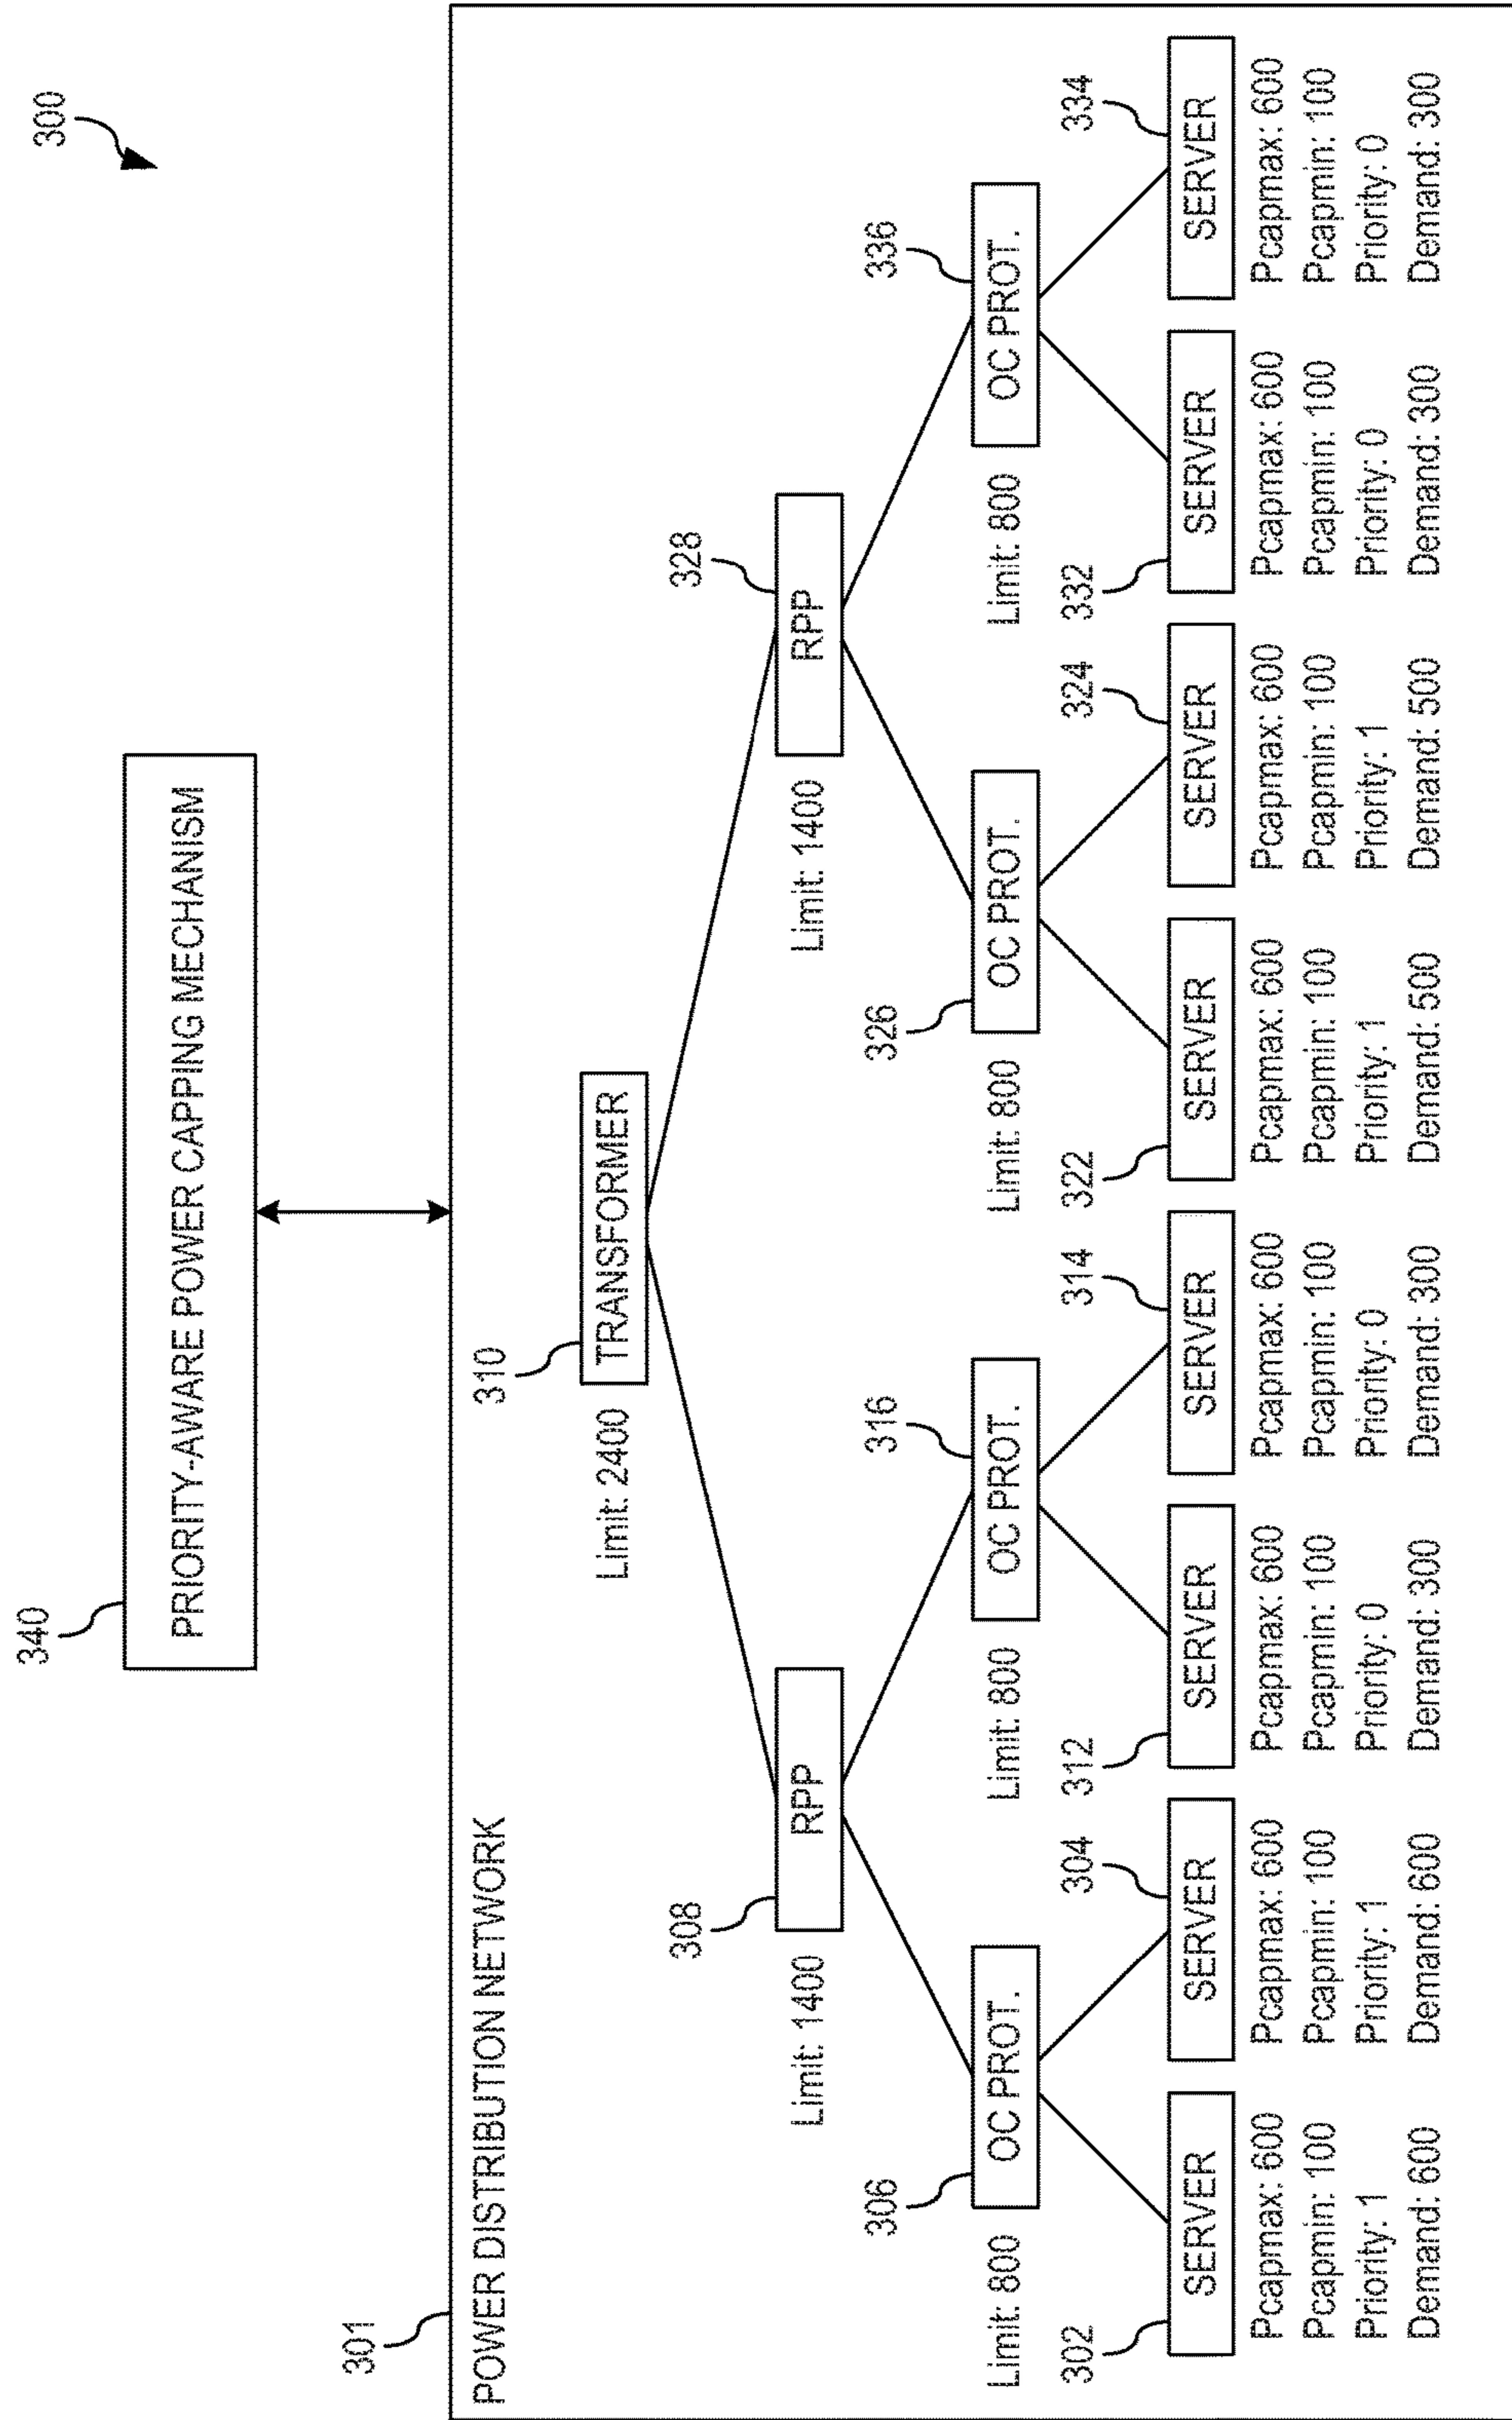 300
340
PRIORITY-AWARE POWER CAPPING MECHANISM
301
POWER DISTRIBUTION NETWORK
310
TRANSFORMER
Limit: 2400
308
RPP
Limit: 1400
328
RPP
Limit: 1400
306
OC PROT.
Limit: 800
316
OC PROT.
Limit: 800
326
OC PROT.
Limit: 800
336
OC PROT.
Limit: 800
302
SERVER
Pcapmax: 600
Pcapmin: 100
Priority: 1
Demand: 600
304
SERVER
Pcapmax: 600
Pcapmin: 100
Priority: 1
Demand: 600
312
SERVER
Pcapmax: 600
Pcapmin: 100
Priority: 0
Demand: 300
314
SERVER
Pcapmax: 600
Pcapmin: 100
Priority: 0
Demand: 300
322
SERVER
Pcapmax: 600
Pcapmin: 100
Priority: 1
Demand: 500
324
SERVER
Pcapmax: 600
Pcapmin: 100
Priority: 1
Demand: 500
332
SERVER
Pcapmax: 600
Pcapmin: 100
Priority: 0
Demand: 300
334
SERVER
Pcapmax: 600
Pcapmin: 100
Priority: 0
Demand: 300